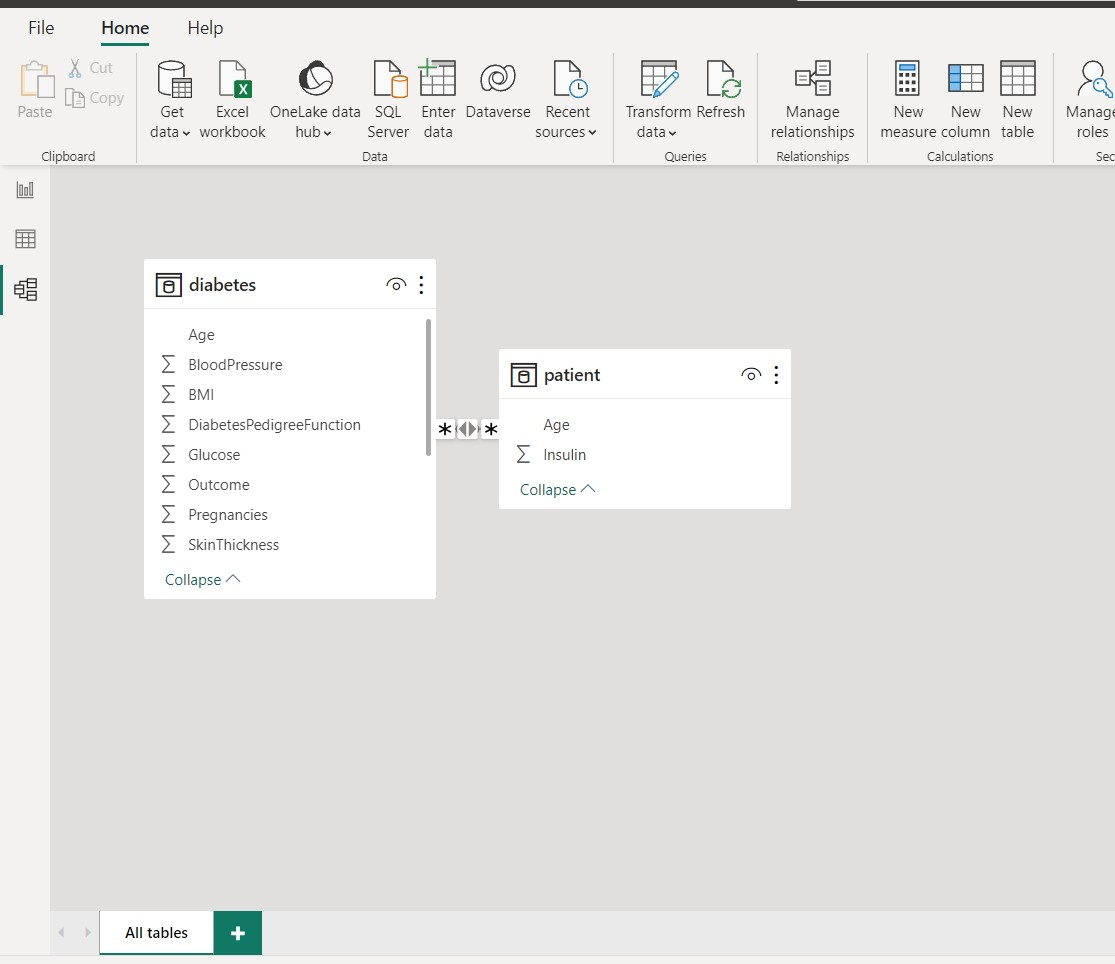 File Home Help
Paste
Cut
Copy
Clipboard
Get data
Excel workbook
OneLake data hub
SQL Server
Enter data
Dataverse
Recent sources
Data
Transform data
Refresh
Queries
Manage relationships
Relationships
New measure
New column
New table
Calculations
Manage roles
Sec
diabetes
Age
BloodPressure
BMI
DiabetesPedigreeFunction
Glucose
Outcome
Pregnancies
SkinThickness
Collapse
patient
Age
Insulin
Collapse
All tables